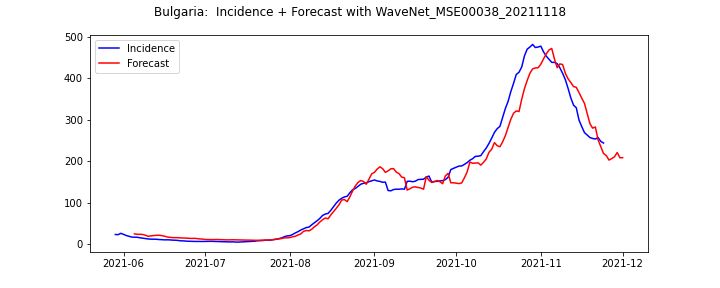 Bulgaria:  Incidence + Forecast with WaveNet_MSE00038_20211118
Incidence
Forecast
500
400
300
200
100
0
2021-06 2021-07 2021-08 2021-09 2021-10 2021-11 2021-12